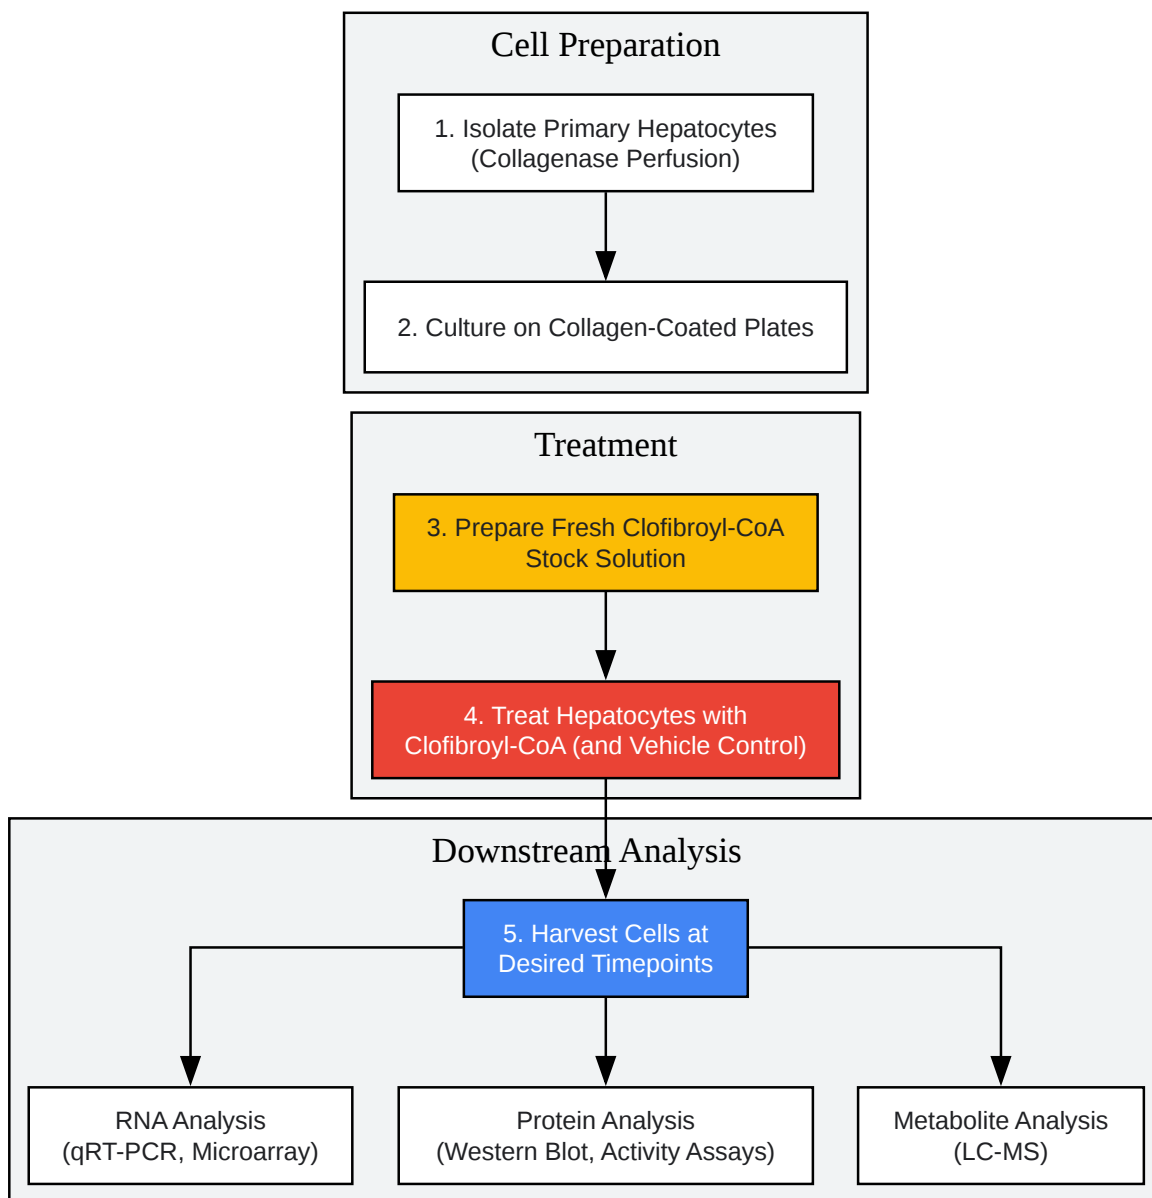 Cell Preparation
1. Isolate Primary Hepatocytes
(Collagenase Perfusion)
2. Culture on Collagen-Coated Plates
Treatment
3. Prepare Fresh Clofibroyl-CoA
Stock Solution
4. Treat Hepatocytes with
Clofibroyl-CoA (and Vehicle Control)
Downstream Analysis
5. Harvest Cells at
Desired Timepoints
RNA Analysis
(qRT-PCR, Microarray)
Protein Analysis
(Western Blot, Activity Assays)
Metabolite Analysis
(LC-MS)